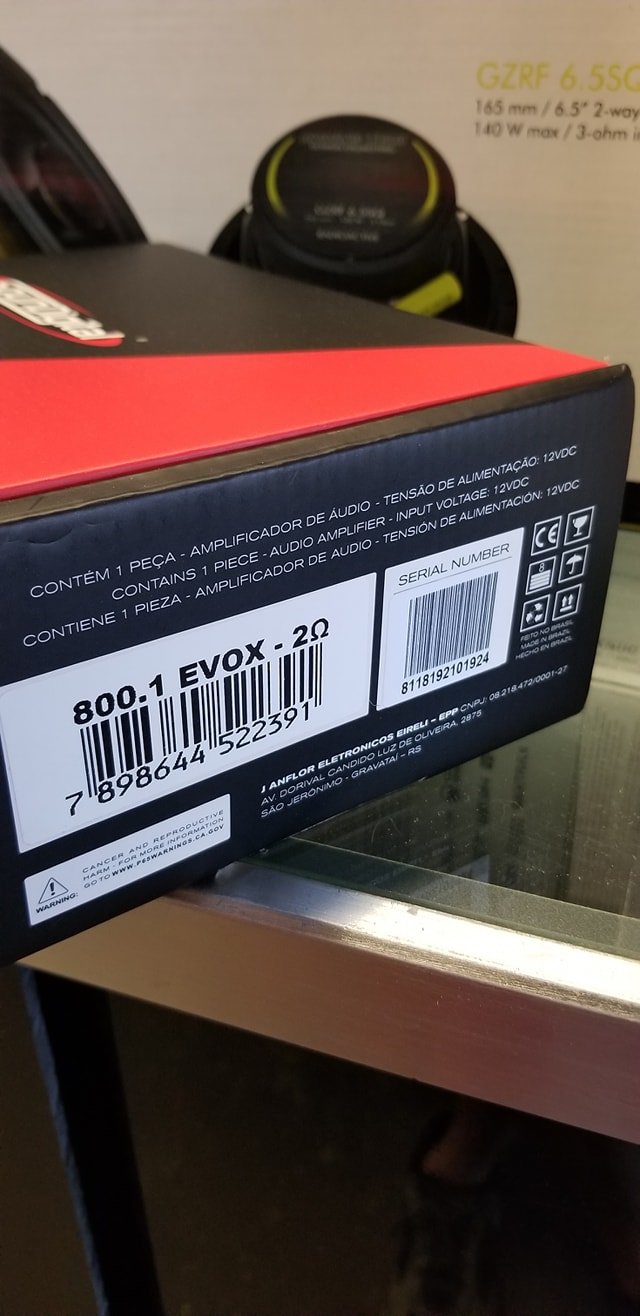 GZRF 6.5SQ
165 mm / 6.5" 2-way
140 W max / 3-ohm
CONTÉM 1 PEÇA - AMPLIFICADOR DE ÁUDIO - TENSÃO DE ALIMENTAÇÃO: 12VDC
CONTAINS 1 PIECE - AUDIO AMPLIFIER - INPUT VOLTAGE: 12VDC
CONTIENE 1 PIEZA - AMPLIFICADOR DE AUDIO - TENSIÓN DE ALIMENTACIÓN: 12VDC
800.1 EVOX - 2Ω
7 898644 522391
SERIAL NUMBER
8118192101924
CE
8
FEITO NO BRASIL
MADE IN BRAZIL
HECHO EN BRAZIL
J ANFLOR ELETRONICOS EIRELI - EPP CNPJ: 08.218.472/0001-27
AV: DORIVAL CANDIDO LUZ DE OLIVEIRA, 2875
SÃO JERÔNIMO - GRAVATAÍ - RS
WARNING:
CANCER AND REPRODUCTIVE
HARM - FOR MORE INFORMATION
GO TO WWW.P65WARNINGS.CA.GOV